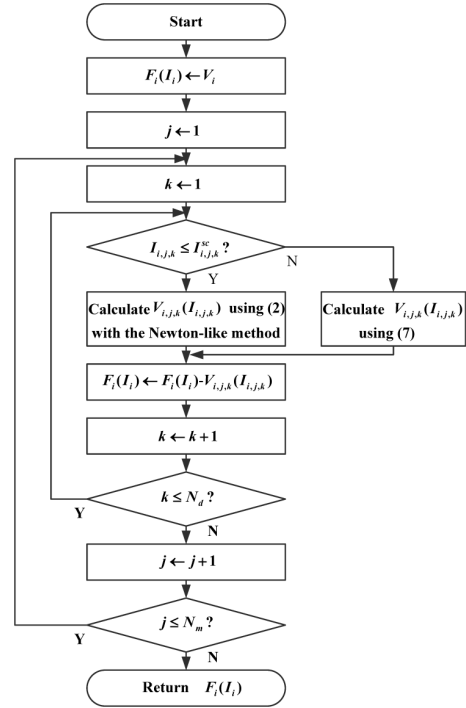 Start
F_i(I_i) ← V_i
j ← 1
k ← 1
I_{i,j,k} ≤ I^{sc}_{i,j,k} ?
N
Y
Calculate V_{i,j,k}(I_{i,j,k}) using (2)
with the Newton-like method
Calculate V_{i,j,k}(I_{i,j,k})
using (7)
F_i(I_i) ← F_i(I_i)-V_{i,j,k}(I_{i,j,k})
k ← k+1
k ≤ N_d ?
Y
N
j ← j+1
j ≤ N_m ?
Y
N
Return F_i(I_i)